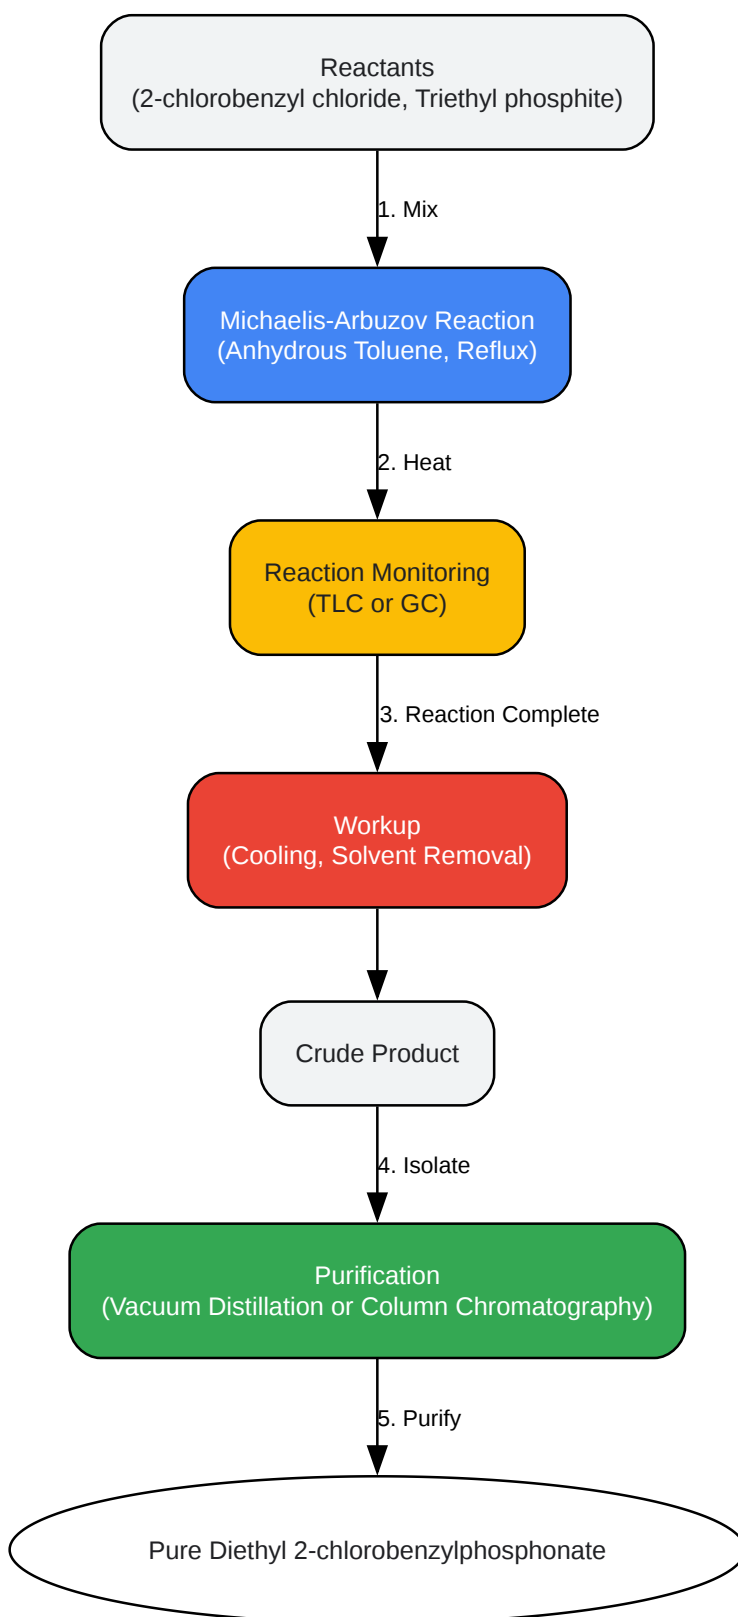 Reactants
(2-chlorobenzyl chloride, Triethyl phosphite)
1. Mix
Michaelis-Arbuzov Reaction
(Anhydrous Toluene, Reflux)
2. Heat
Reaction Monitoring
(TLC or GC)
3. Reaction Complete
Workup
(Cooling, Solvent Removal)
Crude Product
4. Isolate
Purification
(Vacuum Distillation or Column Chromatography)
5. Purify
Pure Diethyl 2-chlorobenzylphosphonate